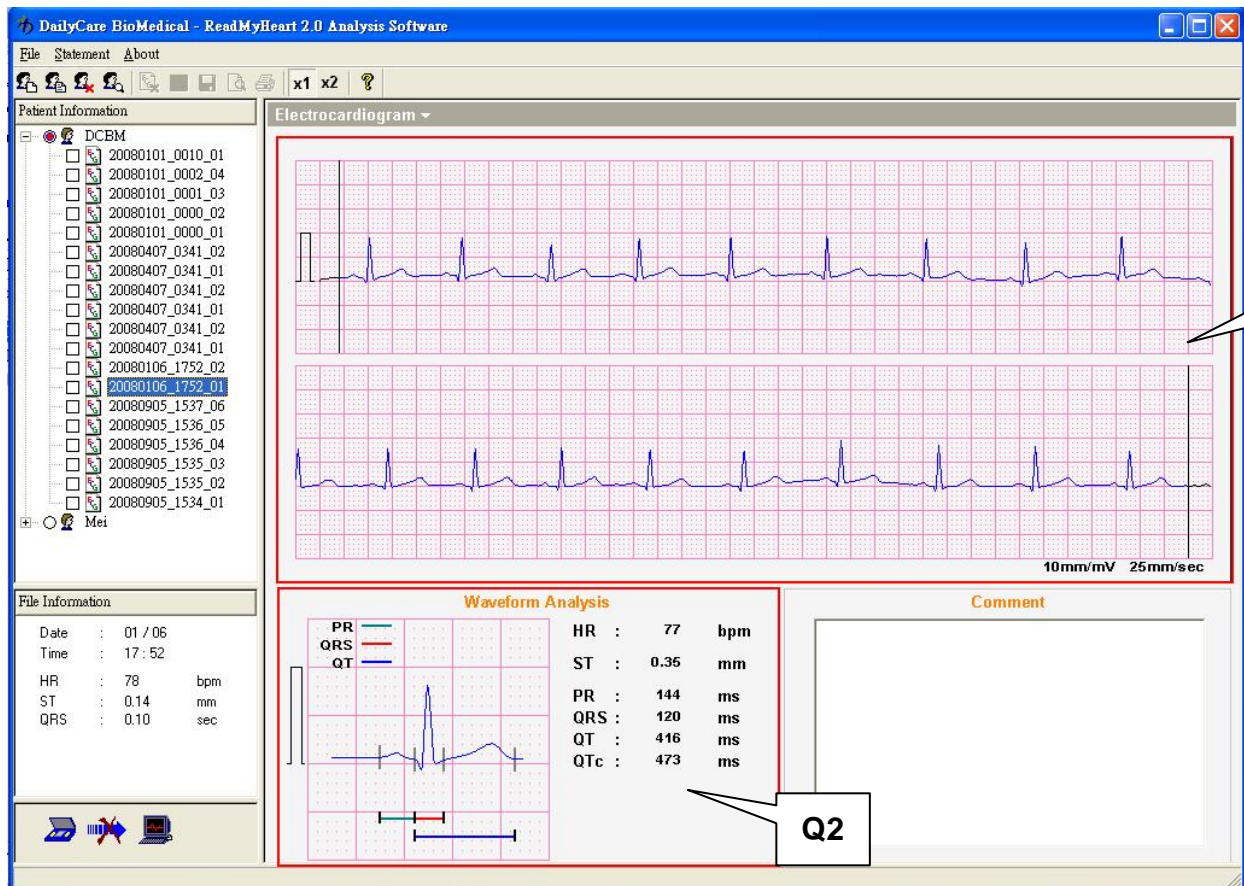 DailyCare BioMedical - ReadMyHeart 2.0 Analysis Software
File Statement About
x1 x2
Patient Information
DCBM
20080101_0010_01
20080101_0002_04
20080101_0001_03
20080101_0000_02
20080101_0000_01
20080407_0341_02
20080407_0341_01
20080407_0341_02
20080407_0341_01
20080407_0341_02
20080407_0341_01
20080106_1752_02
20080106_1752_01
20080905_1537_06
20080905_1536_05
20080905_1536_04
20080905_1535_03
20080905_1535_02
20080905_1534_01
Mei
Electrocardiogram
10mm/mV 25mm/sec
File Information
Date : 01 / 06
Time : 17 : 52
HR : 78 bpm
ST : 0.14 mm
QRS : 0.10 sec
Waveform Analysis
PR
QRS
QT
HR : 77 bpm
ST : 0.35 mm
PR : 144 ms
QRS : 120 ms
QT : 416 ms
QTc : 473 ms
Comment
Q2